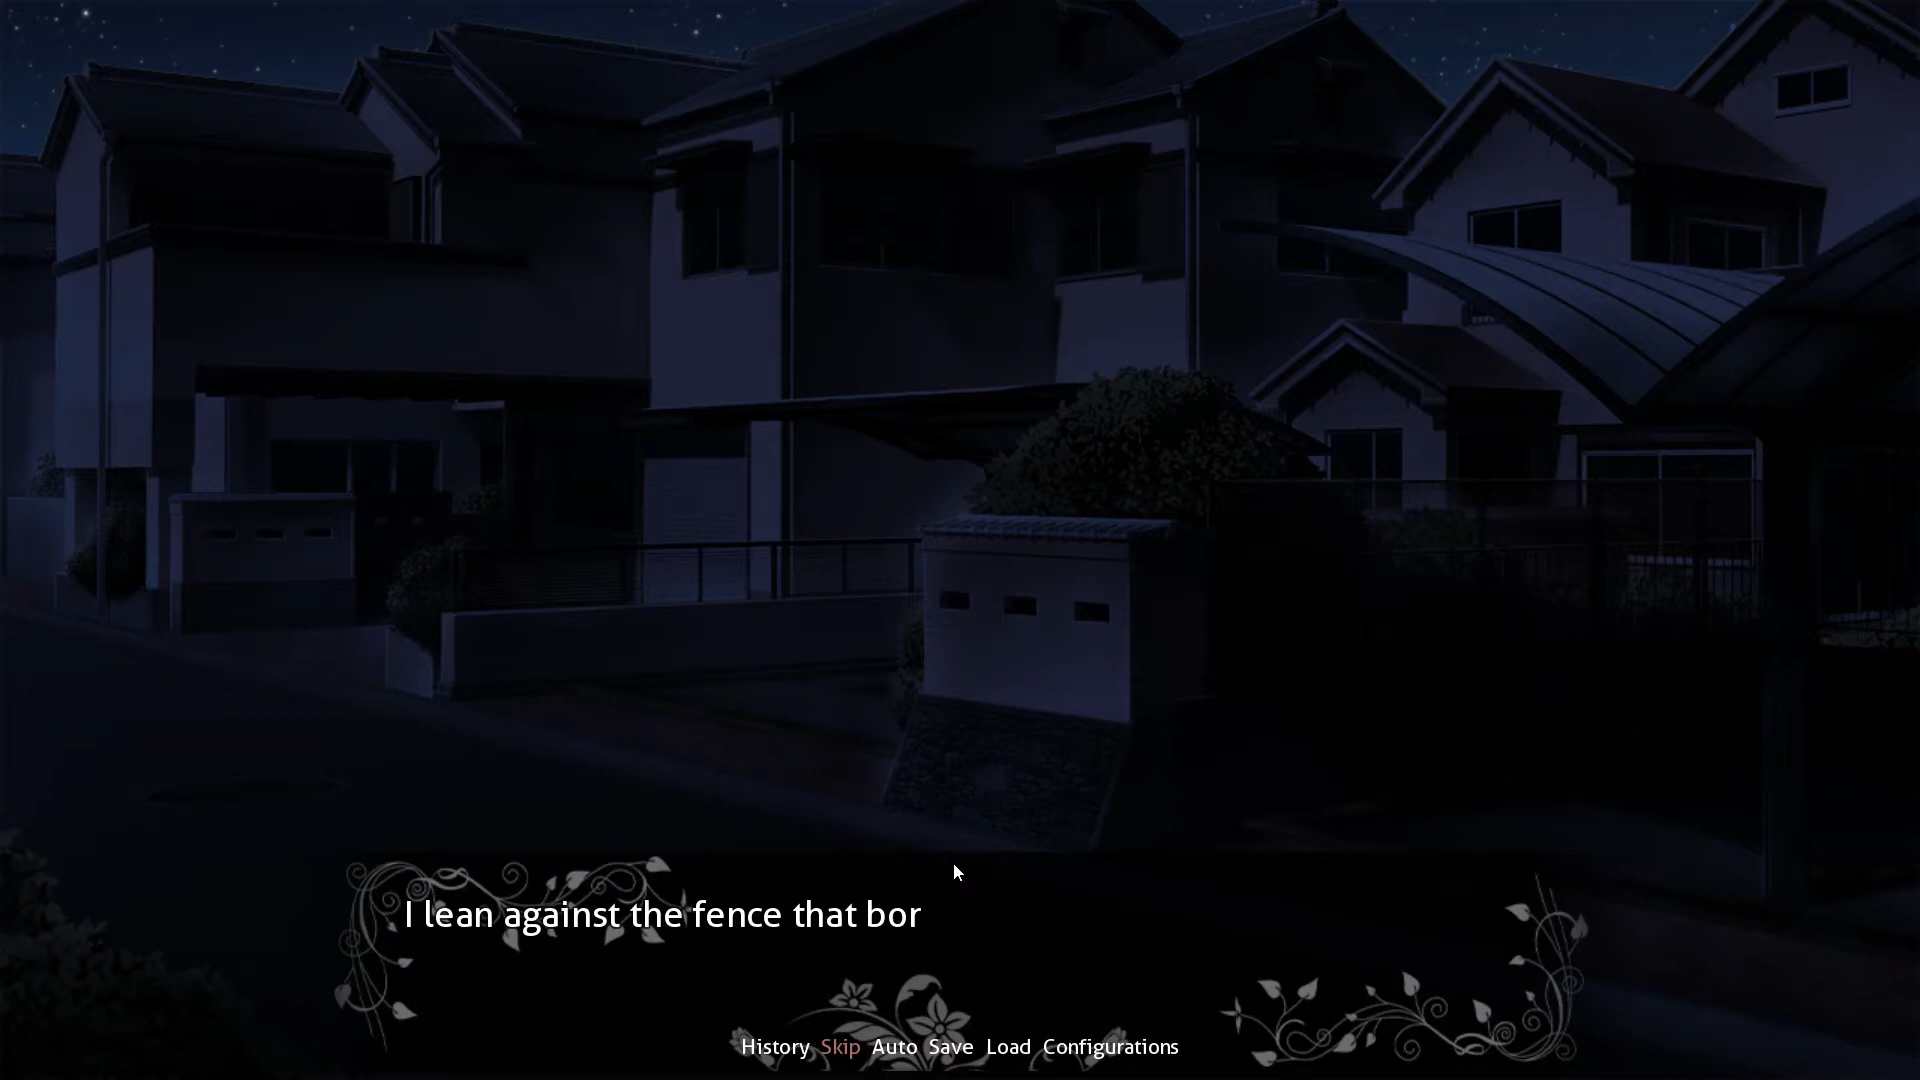 I lean against the fence that bor
History Skip Auto Save Load Configurations